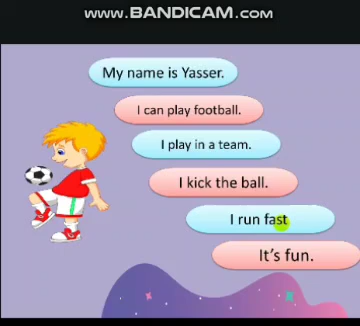 www.BANDICAM.com
My name is Yasser.
I can play football.
I play in a team.
I kick the ball.
I run fast
It's fun.